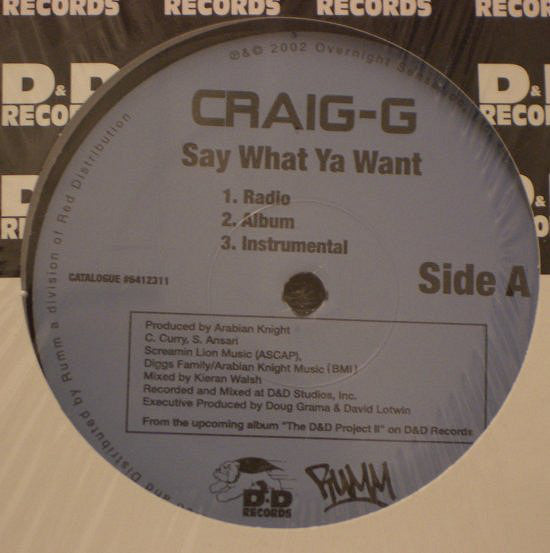 RECORDS RECORDS RECORDS RECORDS
D&D
RECORDS
℗&© 2002 Overnight
CRAIG-G
Say What Ya Want
1. Radio
2. Album
3. Instrumental
CATALOGUE #6412311
Side A
Produced by Arabian Knight
C. Curry, S. Ansari
Screamin Lion Music (ASCAP),
Diggs Family/Arabian Knight Music (BMI)
Mixed by Kieran Walsh
Recorded and Mixed at D&D Studios, Inc.
Executive Produced by Doug Grama & David Lotwin
From the upcoming album "The D&D Project II" on D&D Records
and Distributed by Rumm a division of Red Distribution
D&D
RECORDS
RUMM